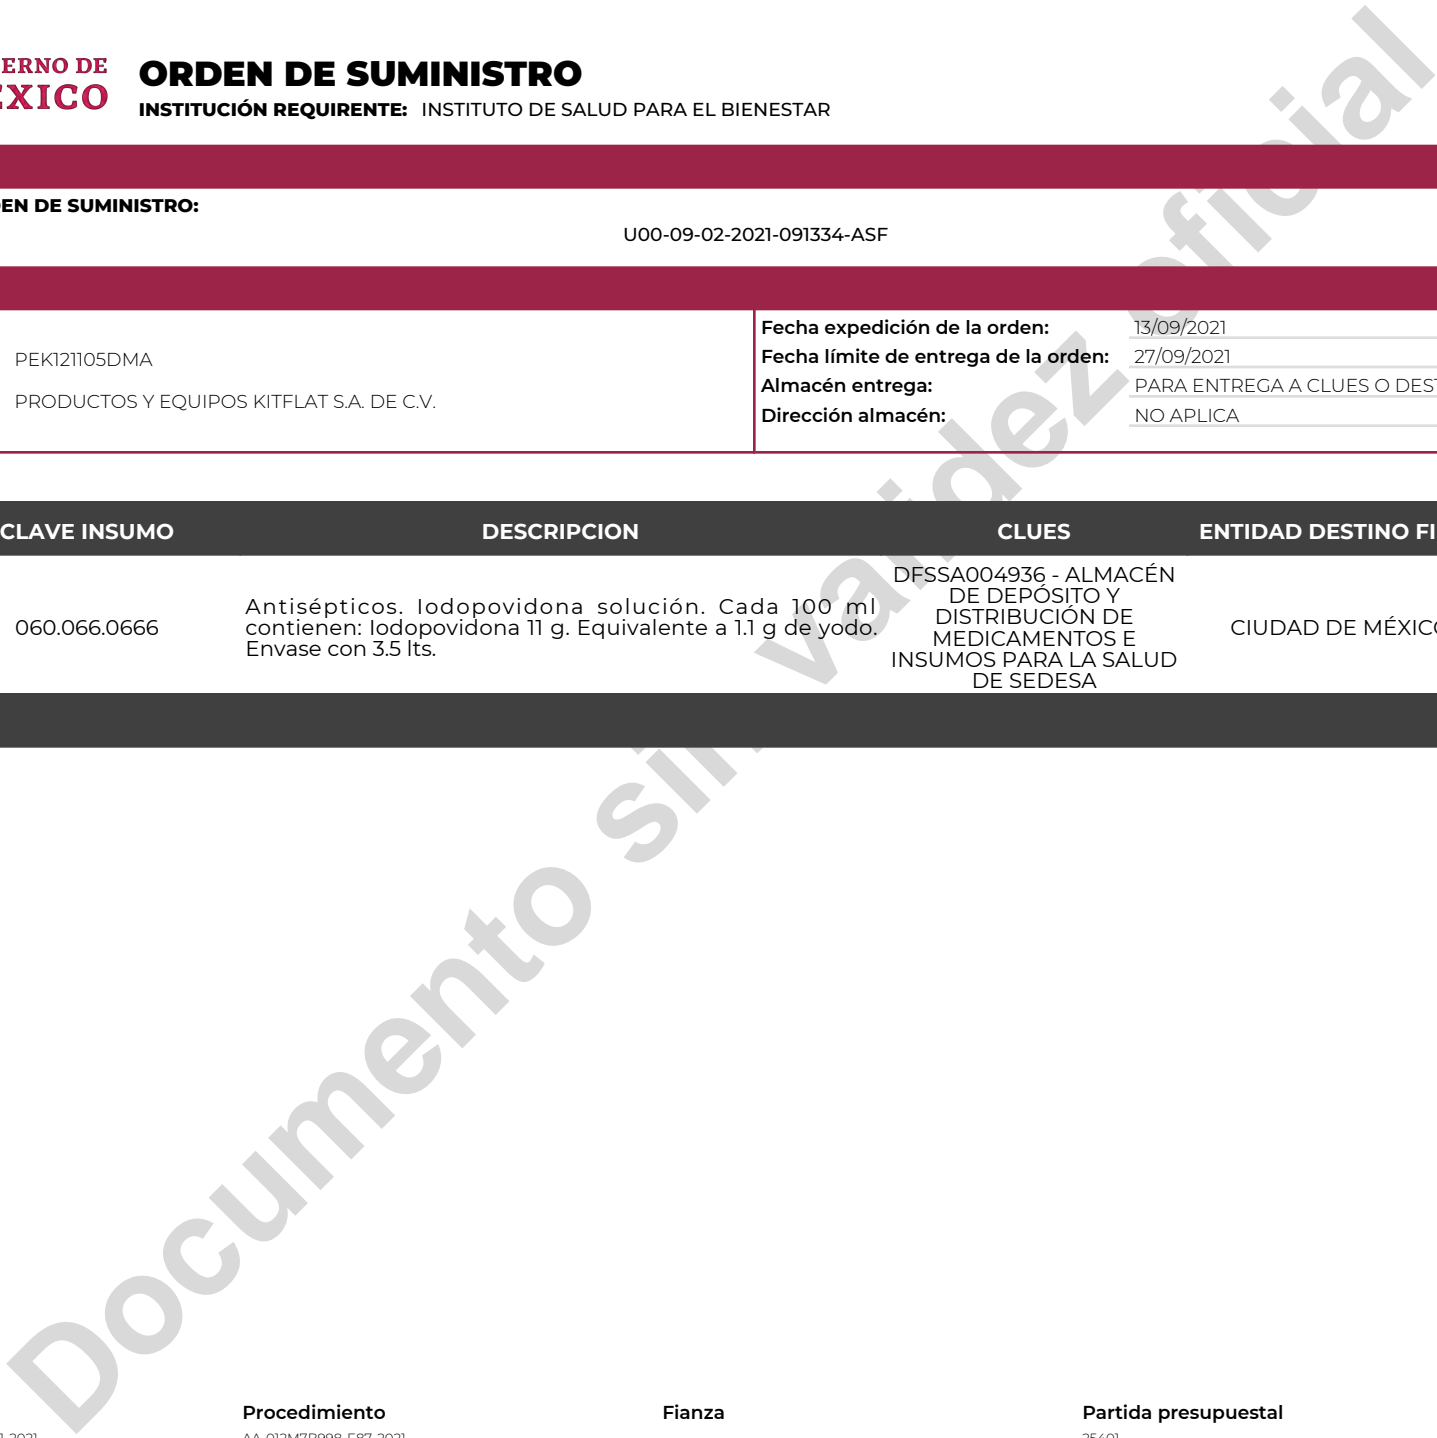 ERNO DE
EXICO
ORDEN DE SUMINISTRO
INSTITUCIÓN REQUIRENTE: INSTITUTO DE SALUD PARA EL BIENESTAR
EN DE SUMINISTRO:
U00-09-02-2021-091334-ASF
PEK121105DMA
PRODUCTOS Y EQUIPOS KITFLAT S.A. DE C.V.
Fecha expedición de la orden: 13/09/2021
Fecha límite de entrega de la orden: 27/09/2021
Almacén entrega: PARA ENTREGA A CLUES O DEST
Dirección almacén: NO APLICA
CLAVE INSUMO DESCRIPCION CLUES ENTIDAD DESTINO FI
060.066.0666
Antisépticos. Iodopovidona solución. Cada 100 ml
contienen: Iodopovidona 11 g. Equivalente a 1.1 g de yodo.
Envase con 3.5 lts.
DFSSA004936 - ALMACÉN
DE DEPÓSITO Y
DISTRIBUCIÓN DE
MEDICAMENTOS E
INSUMOS PARA LA SALUD
DE SEDESA
CIUDAD DE MÉXICO
Documento sin validez oficial
Procedimiento Fianza Partida presupuestal